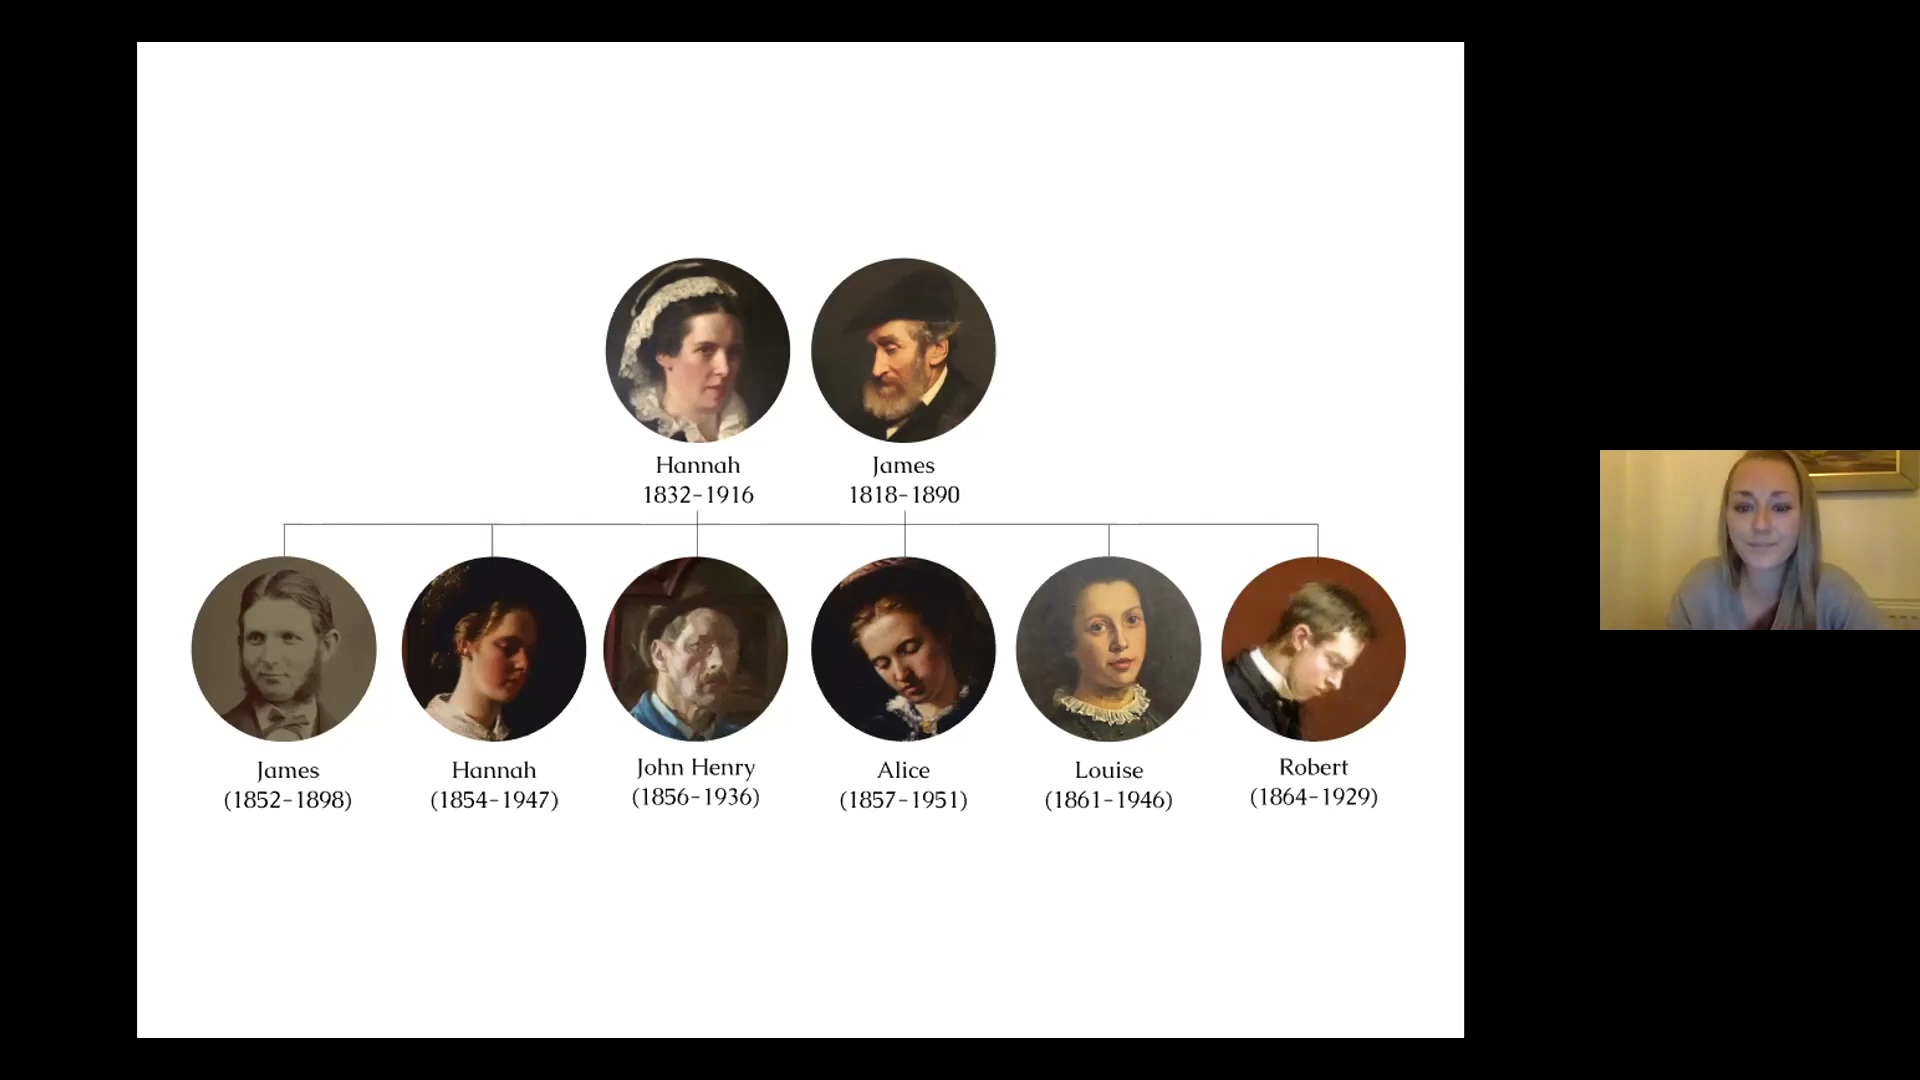 Hannah
1832-1916
James
1818-1890
James
(1852-1898)
Hannah
(1854-1947)
John Henry
(1856-1936)
Alice
(1857-1951)
Louise
(1861-1946)
Robert
(1864-1929)